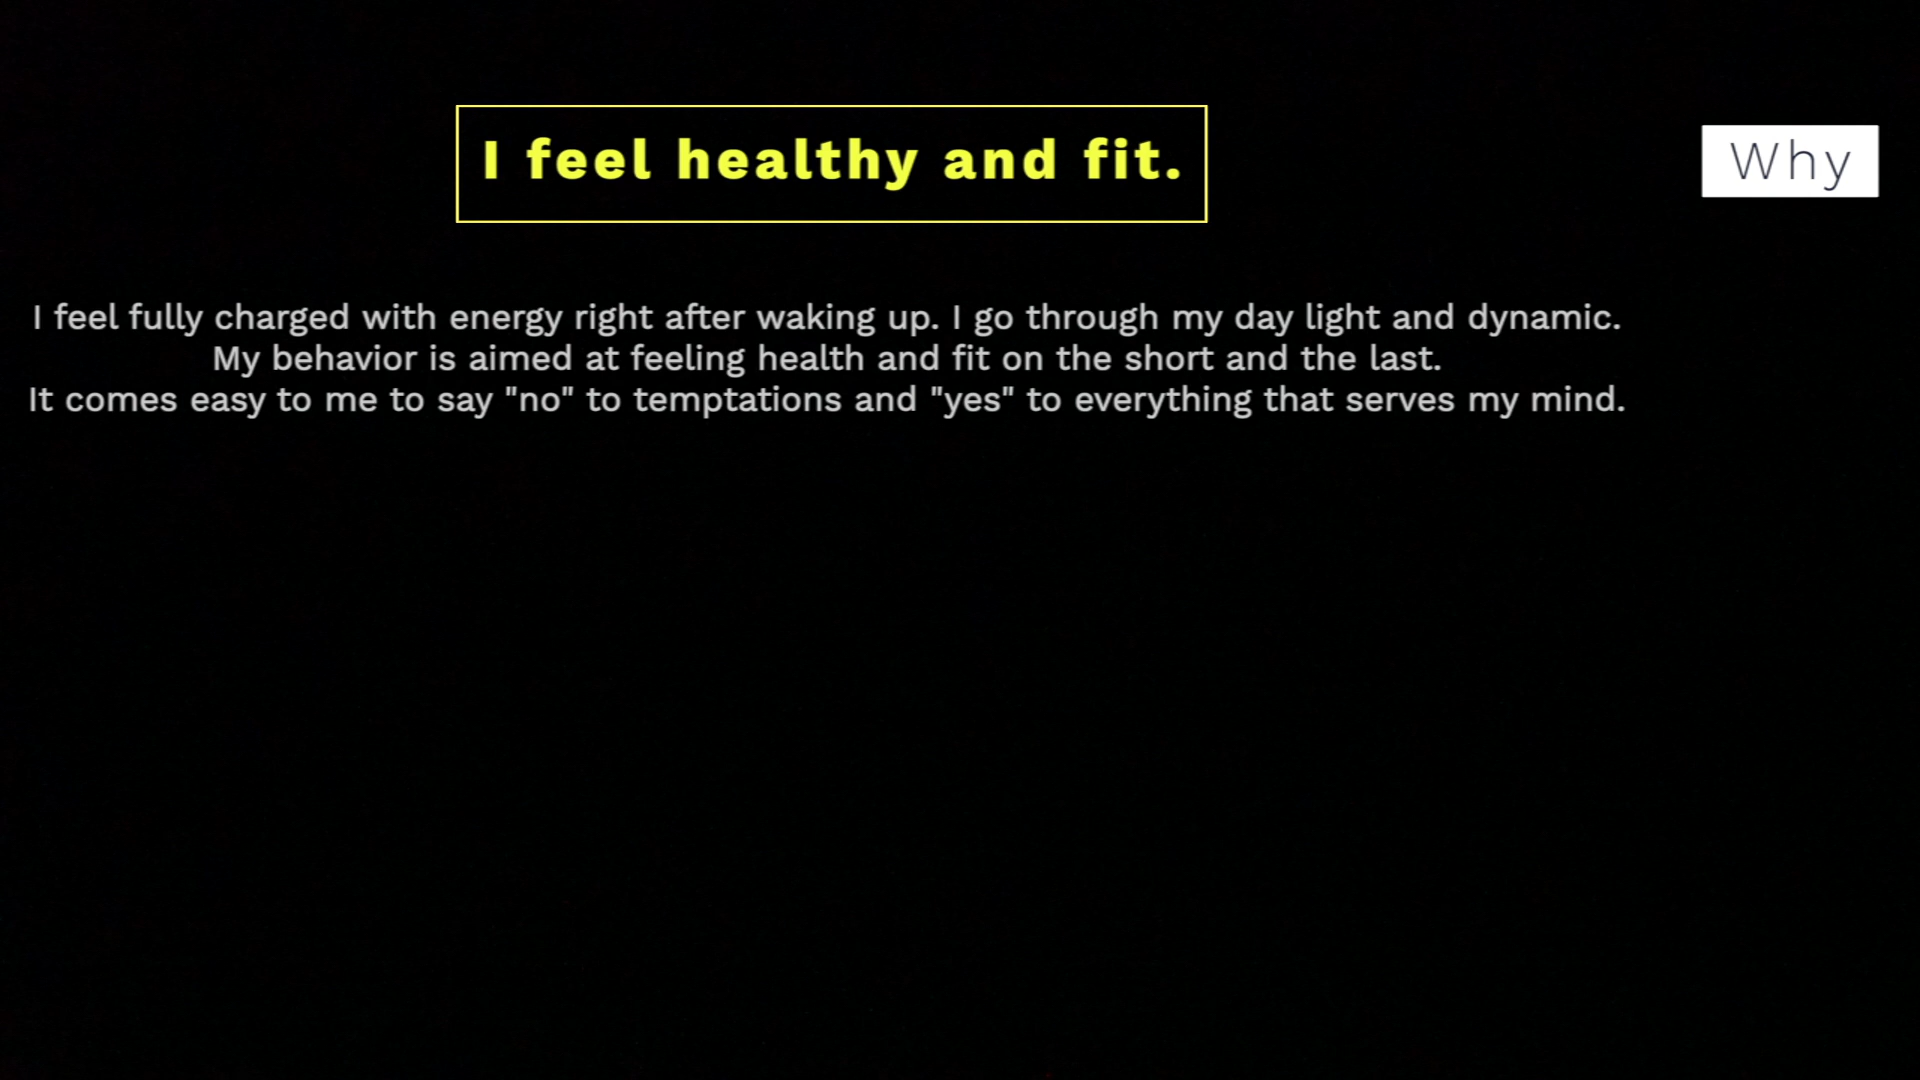 I feel healthy and fit.
Why
I feel fully charged with energy right after waking up. I go through my day light and dynamic.
My behavior is aimed at feeling health and fit on the short and the last.
It comes easy to me to say "no" to temptations and "yes" to everything that serves my mind.